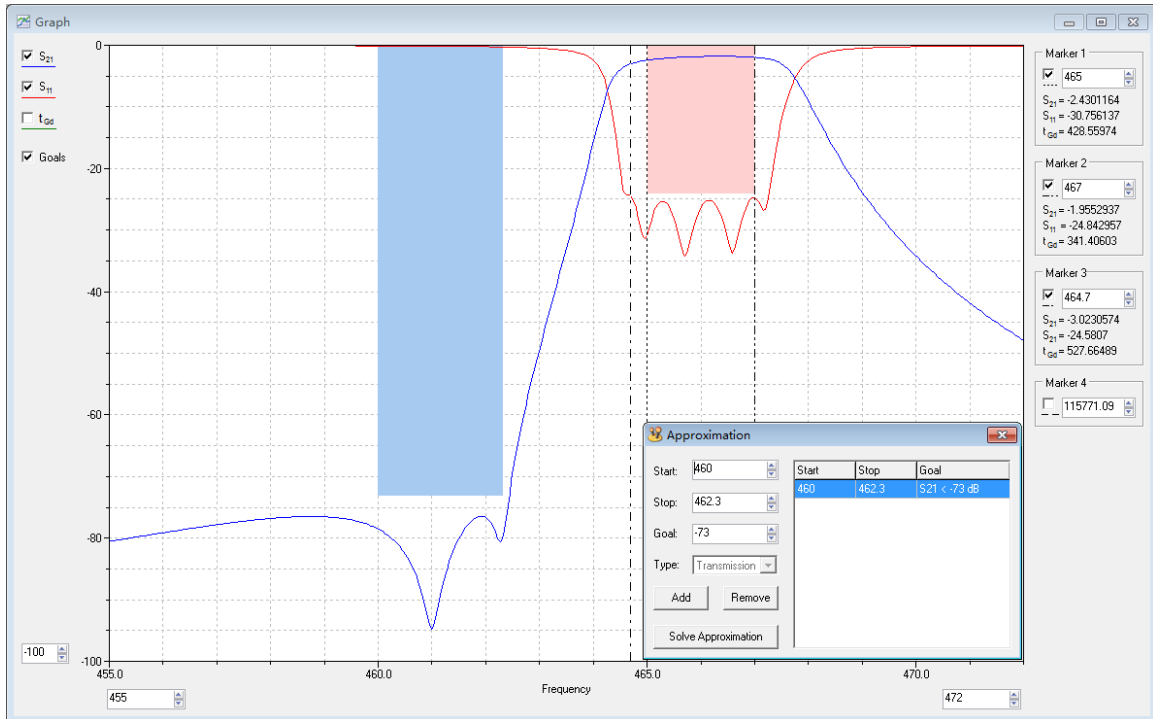 Graph
S21
S11
tGd
Goals
0
-20
-40
-60
-80
-100
-100
455.0
460.0
465.0
470.0
Frequency
455
472
Marker 1
465
S21 = -2.4301164
S11 = -30.756137
tGd = 428.55974
Marker 2
467
S21 = -1.9552937
S11 = -24.842957
tGd = 341.40603
Marker 3
464.7
S21 = -3.0230574
S11 = -24.5807
tGd = 527.66489
Marker 4
115771.09
Approximation
Start: 460
Stop: 462.3
Goal: -73
Type: Transmission
Add Remove
Solve Approximation
Start Stop Goal
460 462.3 S21 < -73 dB